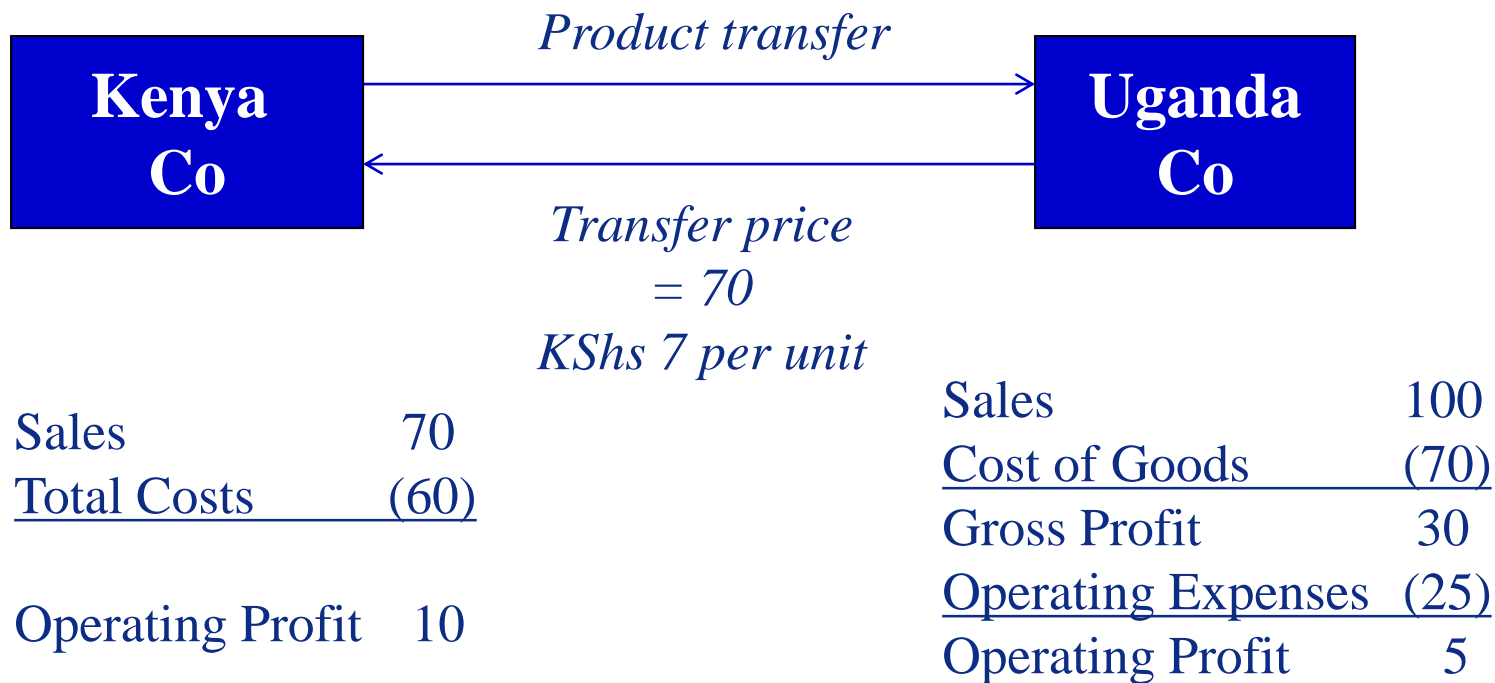 Product transfer
Kenya
Co
Uganda
Co
Transfer price
= 70
KShs 7 per unit
Sales 70
Total Costs (60)
Operating Profit 10
Sales 100
Cost of Goods (70)
Gross Profit 30
Operating Expenses (25)
Operating Profit 5